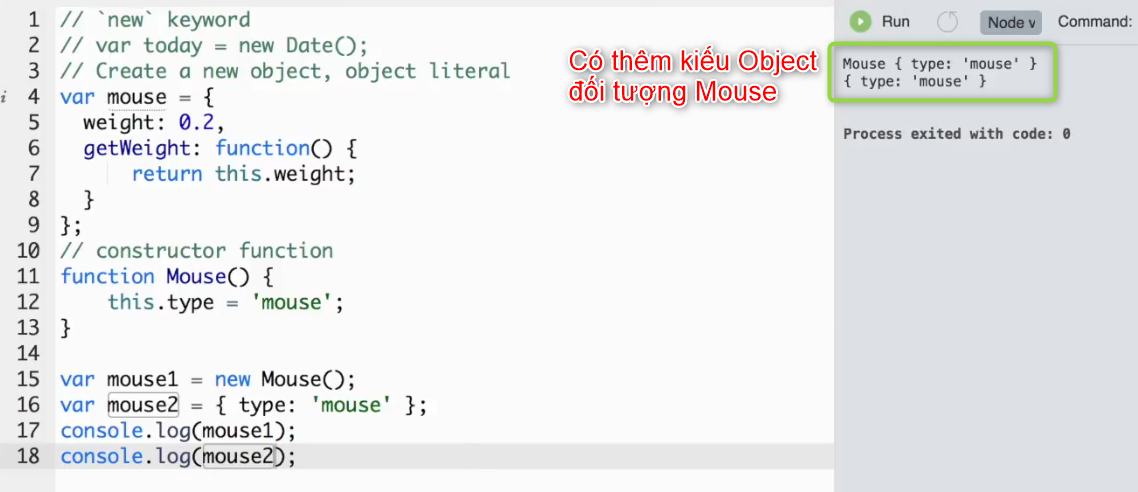 1 // `new` keyword
2 // var today = new Date();
3 // Create a new object, object literal
i 4 var mouse = {
5 weight: 0.2,
6 getWeight: function() {
7 return this.weight;
8 }
9 };
10 // constructor function
11 function Mouse() {
12 this.type = 'mouse';
13 }
14
15 var mouse1 = new Mouse();
16 var mouse2 = { type: 'mouse' };
17 console.log(mouse1);
18 console.log(mouse2);
Có thêm kiếu Object
đối tượng Mouse
Run Node v Command:
Mouse { type: 'mouse' }
{ type: 'mouse' }
Process exited with code: 0